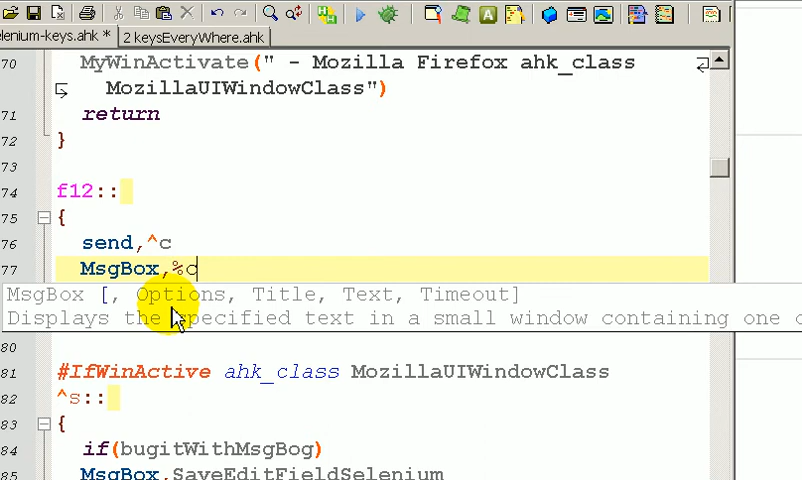 elenium-keys.ahk * 2 keysEveryWhere.ahk
70 MyWinActivate(" - Mozilla Firefox ahk_class
MozillaUIWindowClass")
71 return
72 }
73
74 f12::
75 {
76 send,^c
77 MsgBox,%c
MsgBox [, Options, Title, Text, Timeout]
Displays the specified text in a small window containing one o
80
81 #IfWinActive ahk_class MozillaUIWindowClass
82 ^s::
83 {
84 if(bugitWithMsgBog)
85 MsgBox,SaveEditFieldSelenium